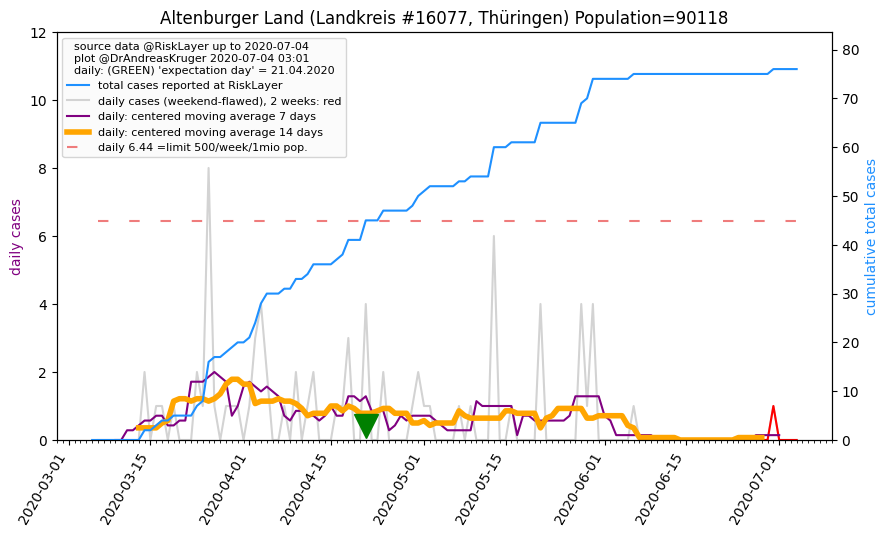 Altenburger Land (Landkreis #16077, Thüringen) Population=90118
source data @RiskLayer up to 2020-07-04
plot @DrAndreasKruger 2020-07-04 03:01
daily: (GREEN) 'expectation day' = 21.04.2020
total cases reported at RiskLayer
daily cases (weekend-flawed), 2 weeks: red
daily: centered moving average 7 days
daily: centered moving average 14 days
daily 6.44 =limit 500/week/1mio pop.
daily cases
12
10
8
6
4
2
0
cumulative total cases
80
70
60
50
40
30
20
10
0
2020-03-01
2020-03-15
2020-04-01
2020-04-15
2020-05-01
2020-05-15
2020-06-01
2020-06-15
2020-07-01